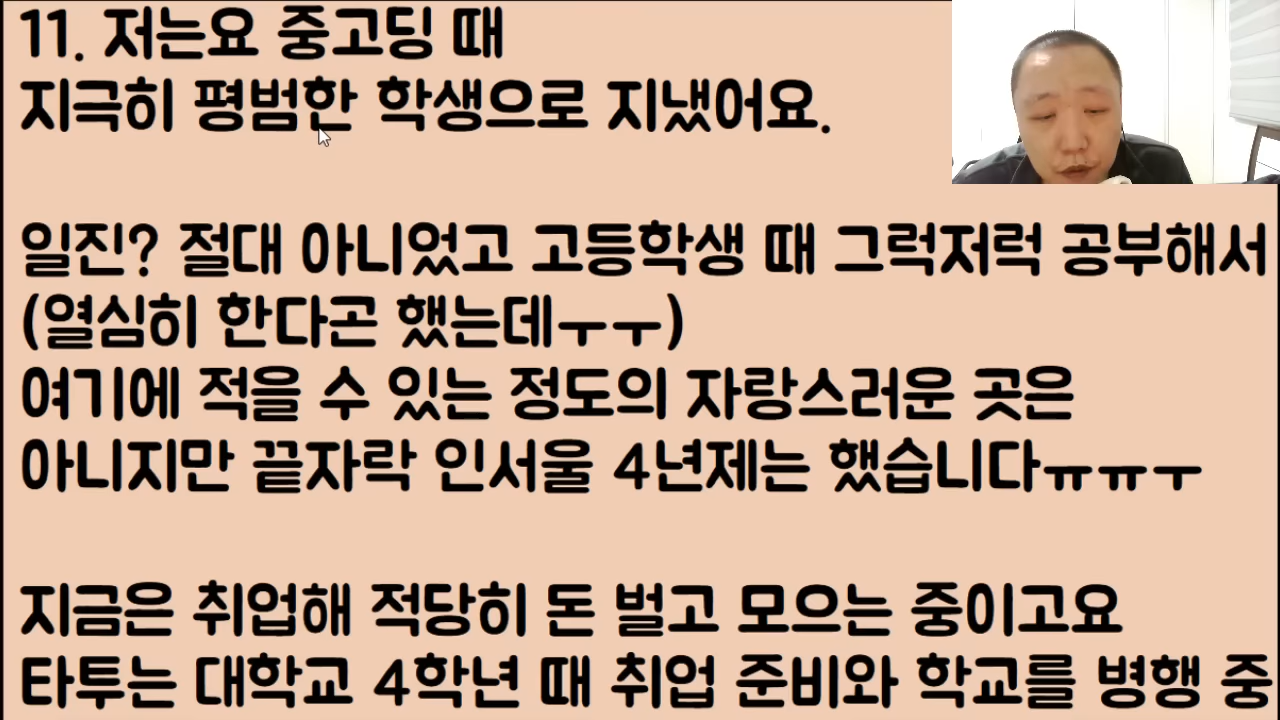 11. 저는요 중고딩 때
지극히 평범한 학생으로 지냈어요.
일진? 절대 아니었고 고등학생 때 그럭저럭 공부해서
(열심히 한다곤 했는데ㅜㅜ)
여기에 적을 수 있는 정도의 자랑스러운 곳은
아니지만 끝자락 인서울 4년제는 했습니다ㅠㅠㅜ
지금은 취업해 적당히 돈 벌고 모으는 중이고요
타투는 대학교 4학년 때 취업 준비와 학교를 병행 중